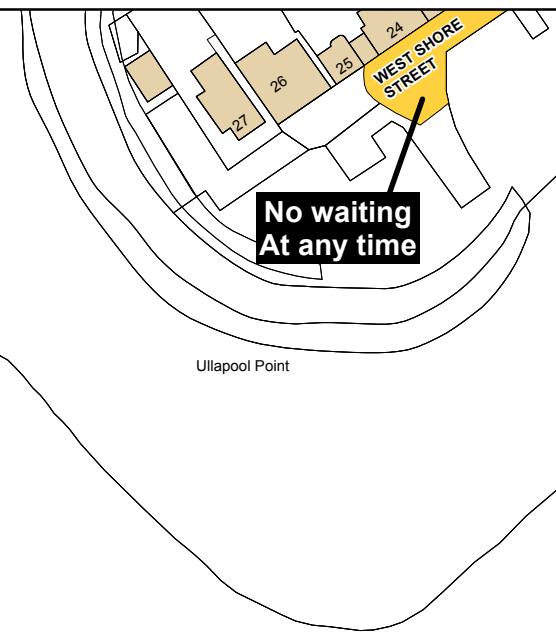 24
WEST SHORE
STREET
25
26
27
No waiting
At any time
Ullapool Point